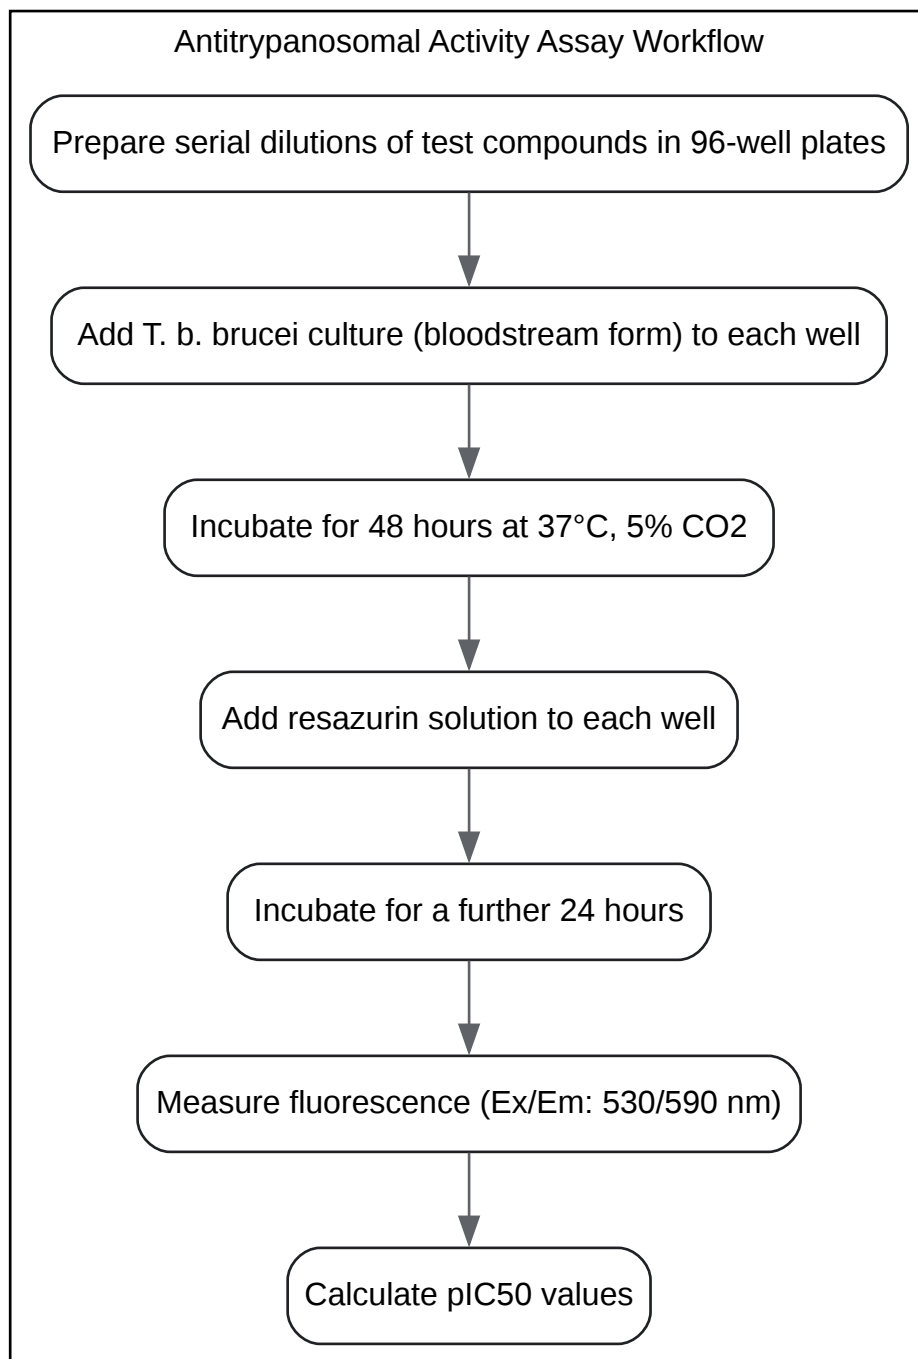 Antitrypanosomal Activity Assay Workflow
Prepare serial dilutions of test compounds in 96-well plates
Add T. b. brucei culture (bloodstream form) to each well
Incubate for 48 hours at 37°C, 5% CO2
Add resazurin solution to each well
Incubate for a further 24 hours
Measure fluorescence (Ex/Em: 530/590 nm)
Calculate pIC50 values